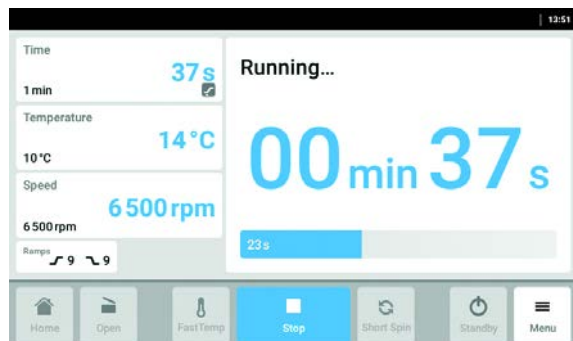 13:51
Time
37 s
1 min
Temperature
14 °C
10 °C
Speed
6 500 rpm
6 500 rpm
Ramps
9 9
Running...
00 min 37 s
23 s
Home Open FastTemp Stop Short Spin Standby Menu